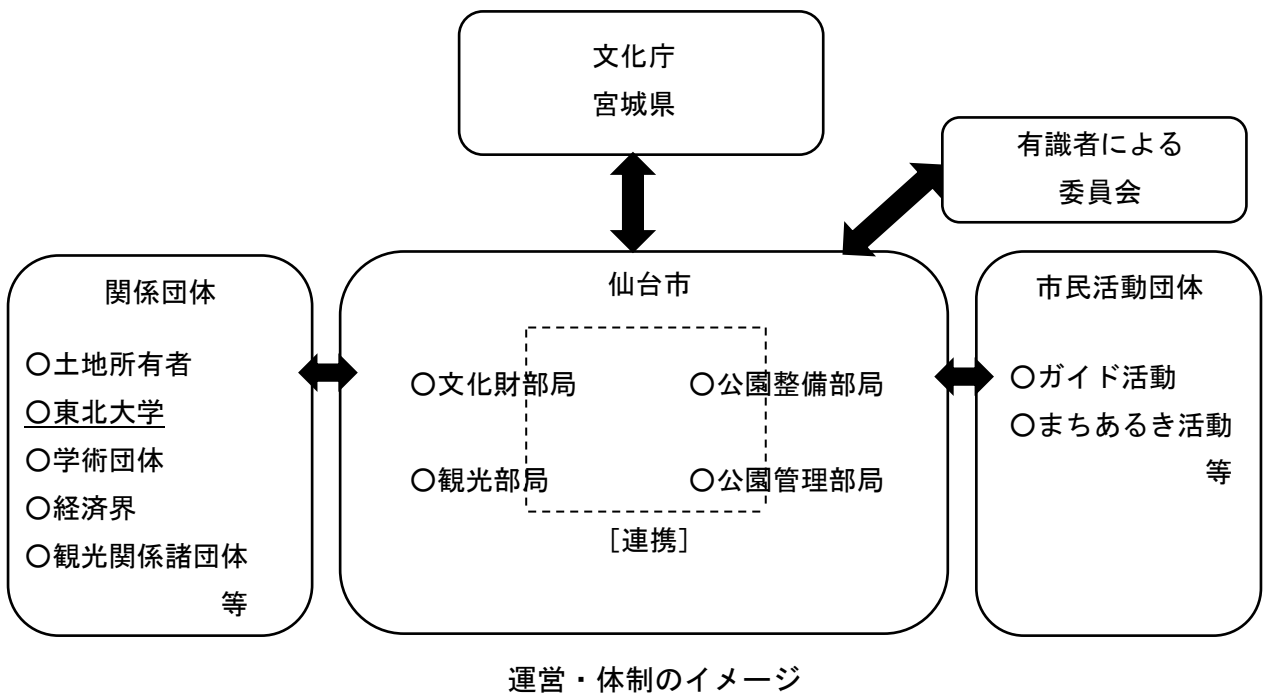 文化庁
宮城県
有識者による
委員会
関係団体
○土地所有者
○東北大学
○学術団体
○経済界
○観光関係諸団体
等
仙台市
○文化財部局
○公園整備部局
○観光部局
○公園管理部局
[連携]
市民活動団体
○ガイド活動
○まちあるき活動
等
運営・体制のイメージ